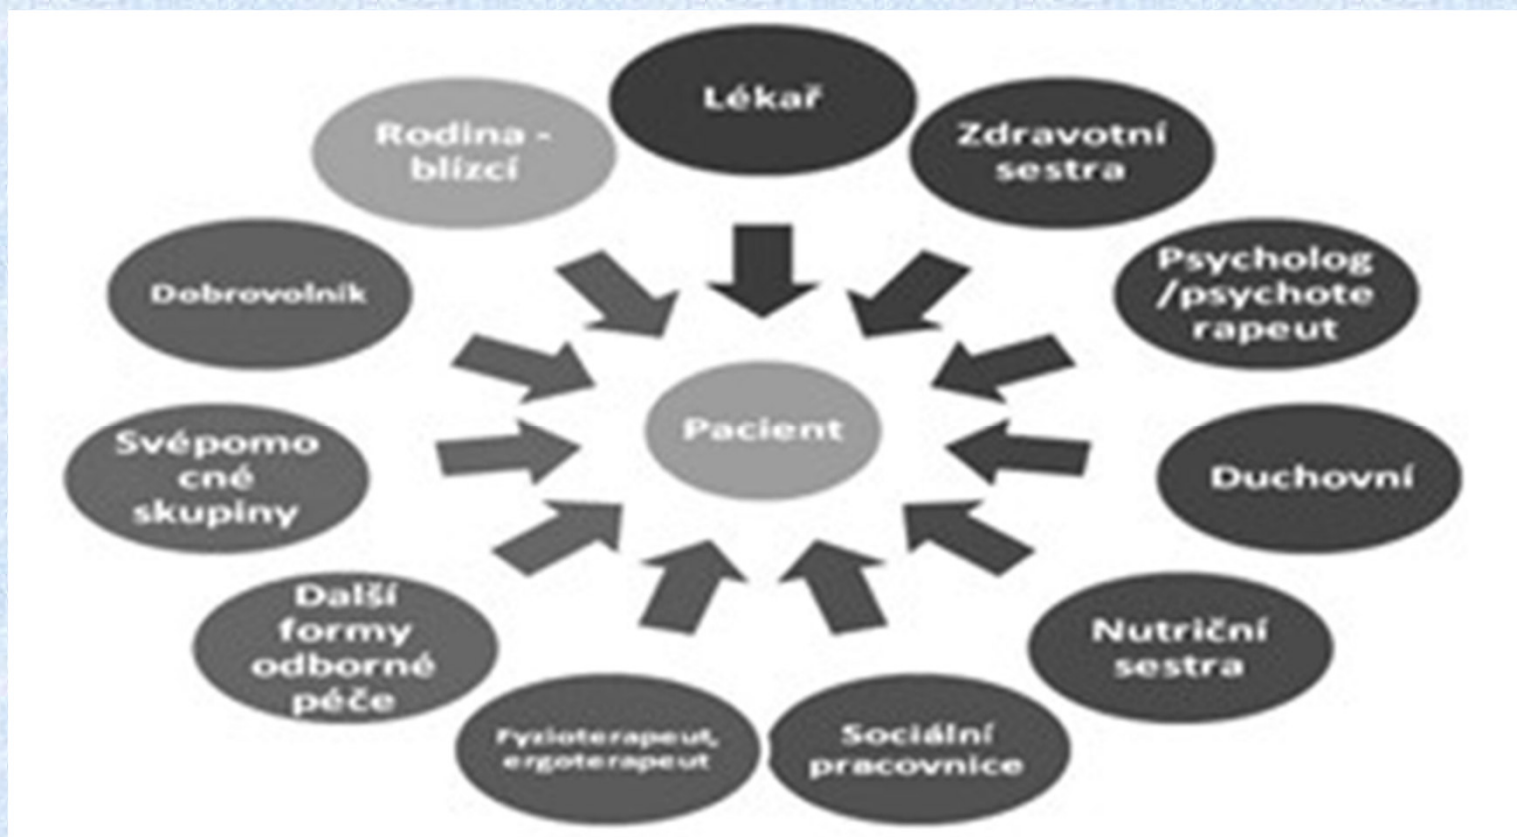 Lékař
Zdravotní
sestra
Psycholog
/psychote
rapeut
Duchovní
Nutriční
sestra
Sociální
pracovnice
Fyzioterapeut,
ergoterapeut
Další
formy
odborné
péče
Svépomo
cné
skupiny
Dobrovolník
Rodina -
blízcí
Pacient